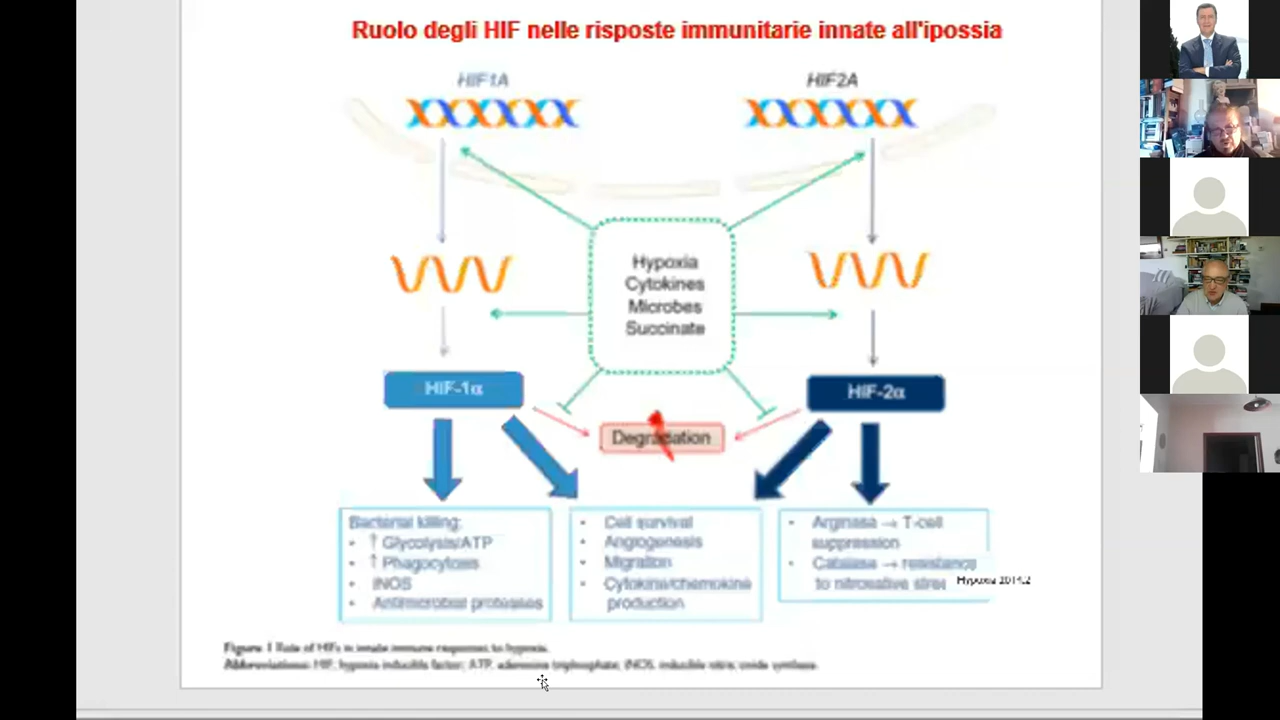 Ruolo degli HIF nelle risposte immunitarie innate all'ipossia
HIF1A
HIF2A
Hypoxia
Cytokines
Microbes
Succinate
HIF-1α
HIF-2α
Degradation
Bacterial killing:
• ↑ Glycolysis/ATP
• ↑ Phagocytosis
• iNOS
• Antimicrobial proteases
• Cell survival
• Angiogenesis
• Migration
• Cytokine/chemokine
production
• Arginase → T-cell
suppression
• Catalase → resistance
to nitrosative stres
Hypoxia 2014:2
Figure 1 Role of HIFs in innate immune responses to hypoxia.
Abbreviations: HIF, hypoxia inducible factor; ATP, adenosine triphosphate; iNOS, inducible nitric oxide synthase.